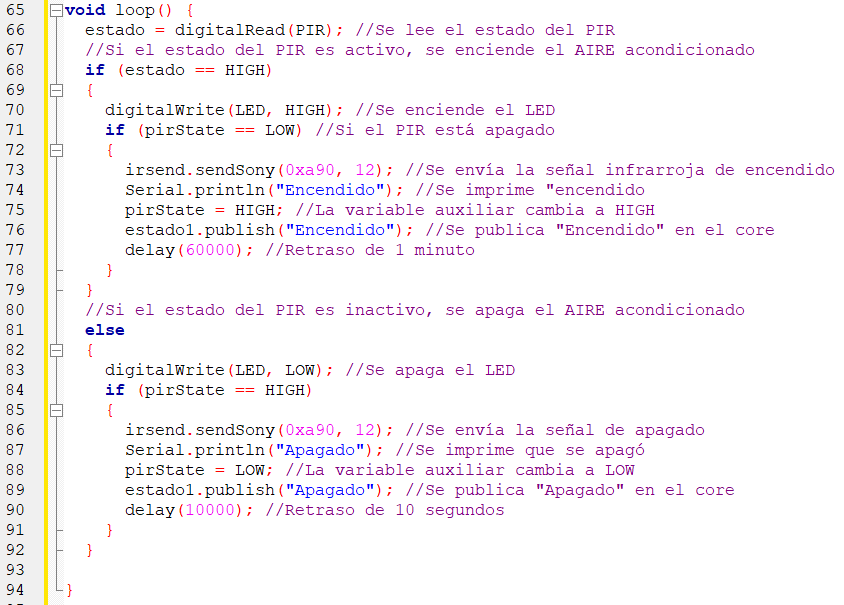 65 void loop() {
66 estado = digitalRead(PIR); //Se lee el estado del PIR
67 //Si el estado del PIR es activo, se enciende el AIRE acondicionado
68 if (estado == HIGH)
69 {
70 digitalWrite(LED, HIGH); //Se enciende el LED
71 if (pirState == LOW) //Si el PIR está apagado
72 {
73 irsend.sendSony(0xa90, 12); //Se envía la señal infrarroja de encendido
74 Serial.println("Encendido"); //Se imprime "encendido
75 pirState = HIGH; //La variable auxiliar cambia a HIGH
76 estado1.publish("Encendido"); //Se publica "Encendido" en el core
77 delay(60000); //Retraso de 1 minuto
78 }
79 }
80 //Si el estado del PIR es inactivo, se apaga el AIRE acondicionado
81 else
82 {
83 digitalWrite(LED, LOW); //Se apaga el LED
84 if (pirState == HIGH)
85 {
86 irsend.sendSony(0xa90, 12); //Se envía la señal de apagado
87 Serial.println("Apagado"); //Se imprime que se apagó
88 pirState = LOW; //La variable auxiliar cambia a LOW
89 estado1.publish("Apagado"); //Se publica "Apagado" en el core
90 delay(10000); //Retraso de 10 segundos
91 }
92 }
93
94 }